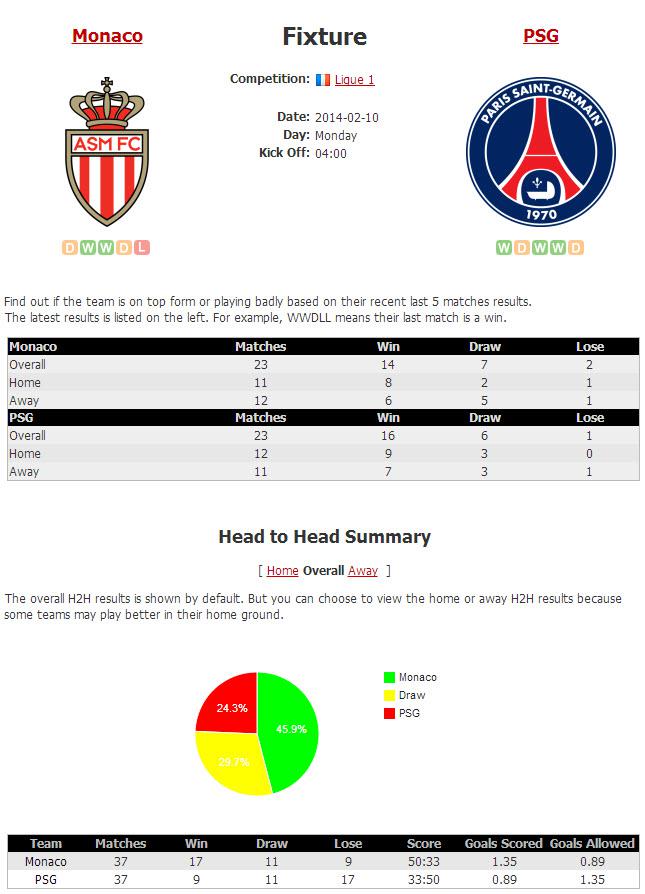 Monaco
Fixture
PSG
Competition: Ligue 1
Date: 2014-02-10
Day: Monday
Kick Off: 04:00
ASM FC
PARIS SAINT-GERMAIN
1970
D W W D L
W D W W D
Find out if the team is on top form or playing badly based on their recent last 5 matches results.
The latest results is listed on the left. For example, WWDLL means their last match is a win.
Monaco Matches Win Draw Lose
Overall 23 14 7 2
Home 11 8 2 1
Away 12 6 5 1
PSG Matches Win Draw Lose
Overall 23 16 6 1
Home 12 9 3 0
Away 11 7 3 1
Head to Head Summary
[ Home Overall Away ]
The overall H2H results is shown by default. But you can choose to view the home or away H2H results because
some teams may play better in their home ground.
Monaco
Draw
PSG
24.3%
45.9%
29.7%
Team Matches Win Draw Lose Score Goals Scored Goals Allowed
Monaco 37 17 11 9 50:33 1.35 0.89
PSG 37 9 11 17 33:50 0.89 1.35